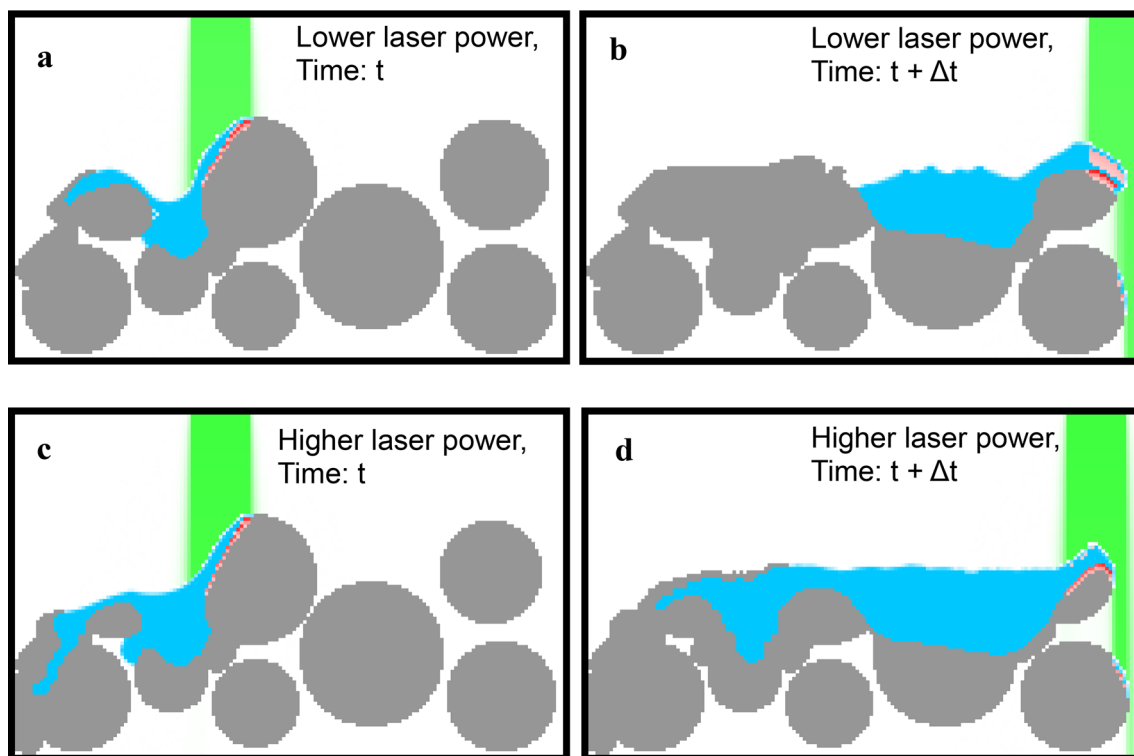 a
Lower laser power,
Time: t
b
Lower laser power,
Time: t + Δt
c
Higher laser power,
Time: t
d
Higher laser power,
Time: t + Δt